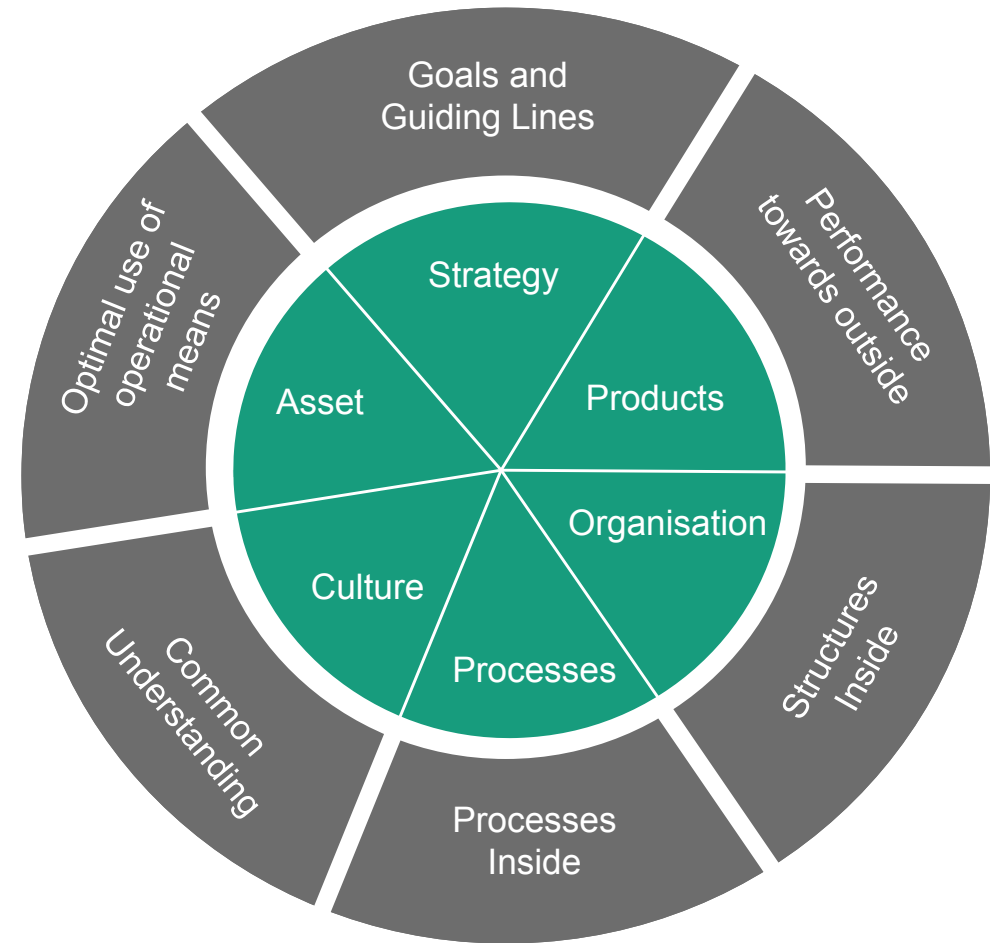 Goals and
Guiding Lines
Performance
towards outside
Structures
Inside
Processes
Inside
Common
Understanding
Optimal use of
operational
means
Strategy
Products
Organisation
Processes
Culture
Asset